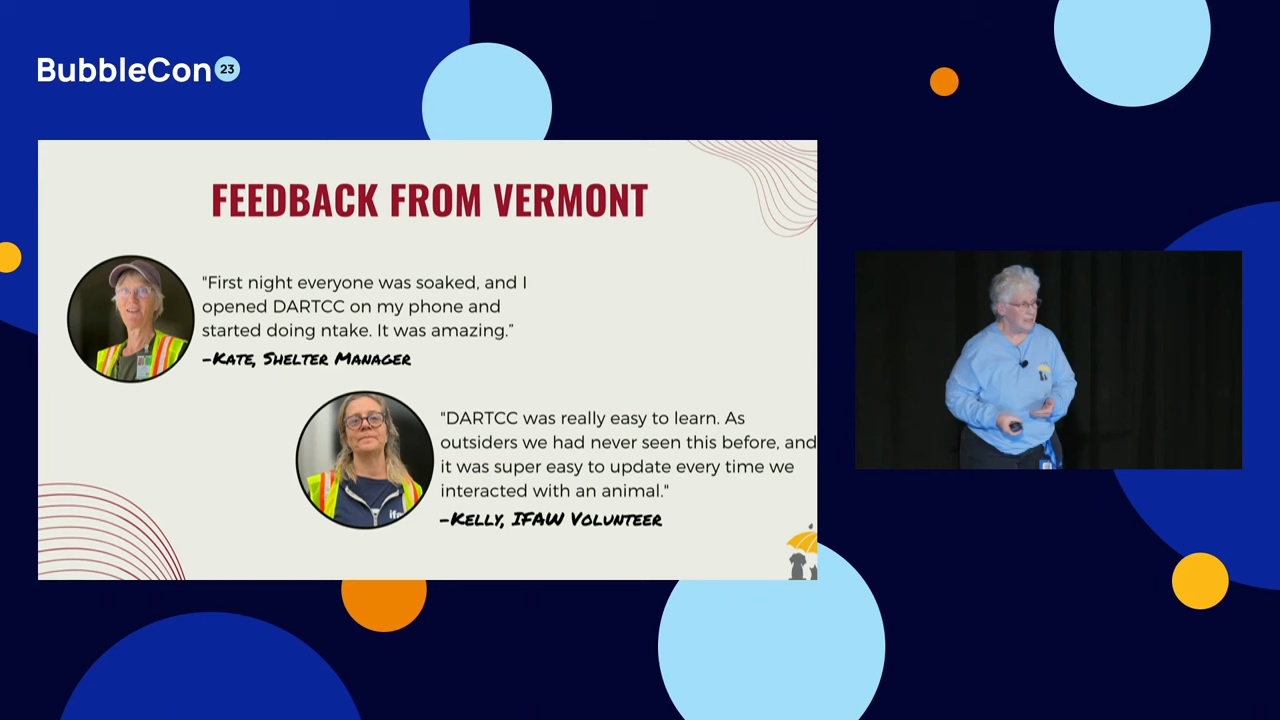 BubbleCon 23
FEEDBACK FROM VERMONT
"First night everyone was soaked, and I
opened DARTCC on my phone and
started doing ntake. It was amazing."
-Kate, Shelter Manager
"DARTCC was really easy to learn. As
outsiders we had never seen this before, and
it was super easy to update every time we
interacted with an animal."
-Kelly, IFAW Volunteer
ifa